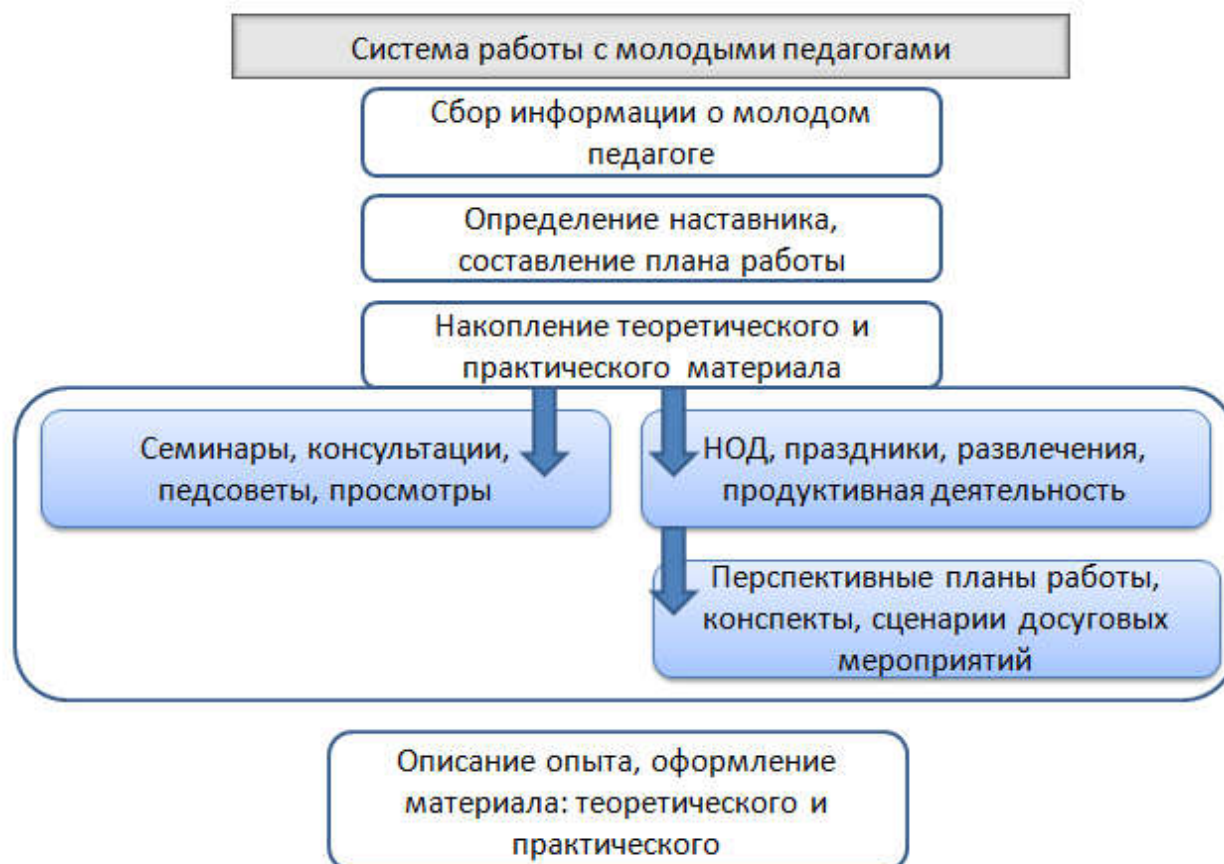 Система работы с молодыми педагогами
Сбор информации о молодом
педагоге
Определение наставника,
составление плана работы
Накопление теоретического и
практического материала
Семинары, консультации,
педсоветы, просмотры
НОД, праздники, развлечения,
продуктивная деятельность
Перспективные планы работы,
конспекты, сценарии досуговых
мероприятий
Описание опыта, оформление
материала: теоретического и
практического